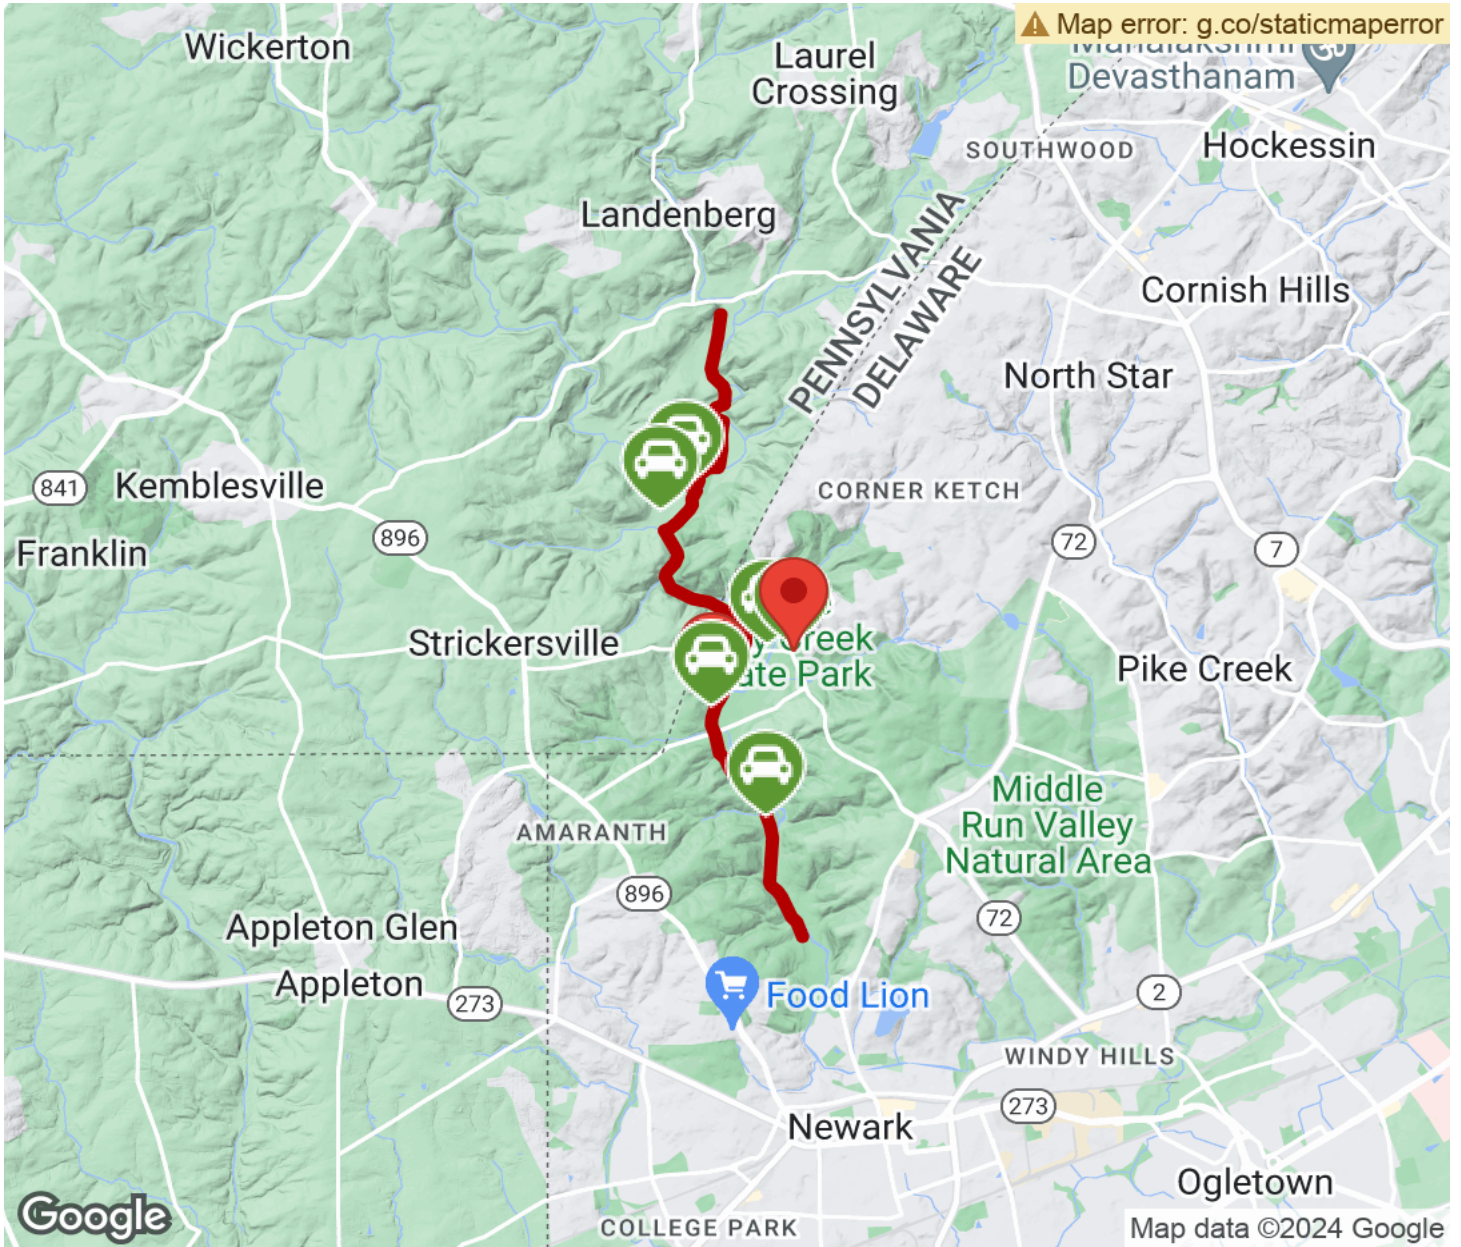 Map error: g.co/staticmaperror
Wickerton
Laurel
Crossing
Devasthanam
SOUTHWOOD
Hockessin
Landenberg
PENNSYLVANIA
DELAWARE
Cornish Hills
North Star
841
Kemblesville
CORNER KETCH
896
Franklin
72
7
Strickersville
Creek
Park
Pike Creek
Middle
Run Valley
Natural Area
AMARANTH
896
72
Appleton Glen
Appleton
273
Food Lion
2
WINDY HILLS
273
Newark
Ogletown
COLLEGE PARK
Google
Map data ©2024 Google